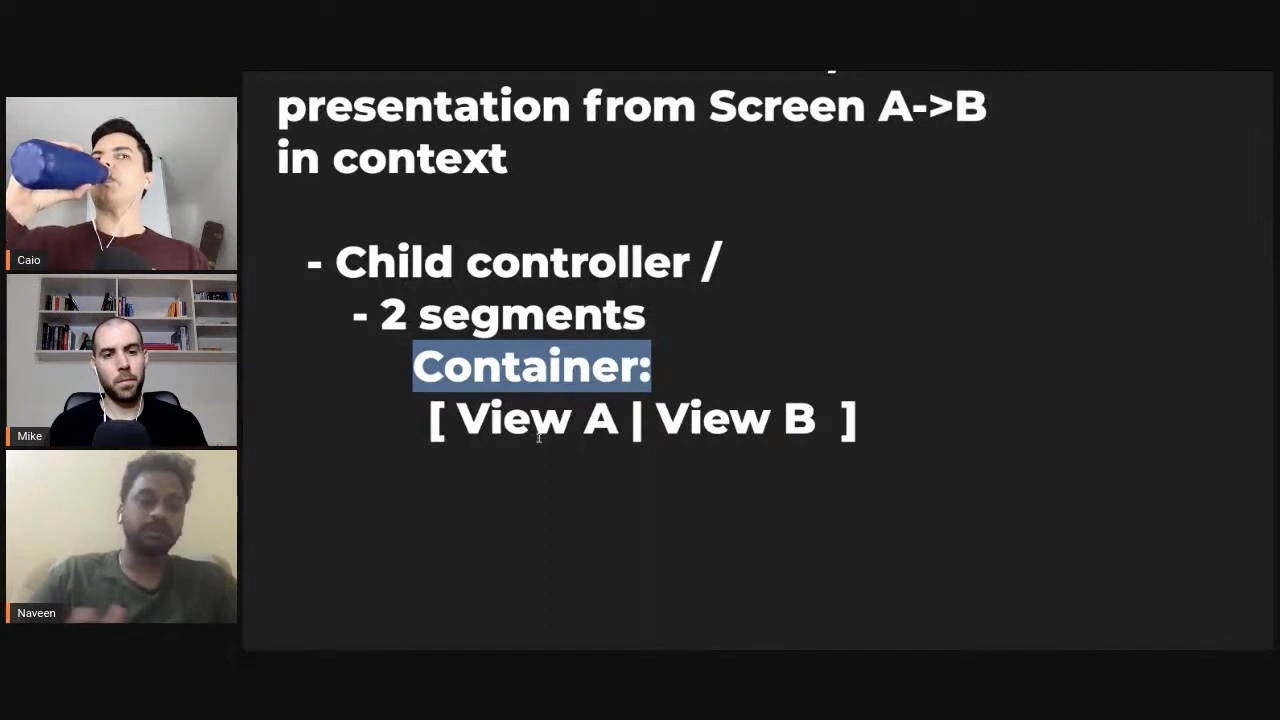 Caio
Mike
Naveen
presentation from Screen A->B
in context
- Child controller /
- 2 segments
Container:
[ View A | View B ]